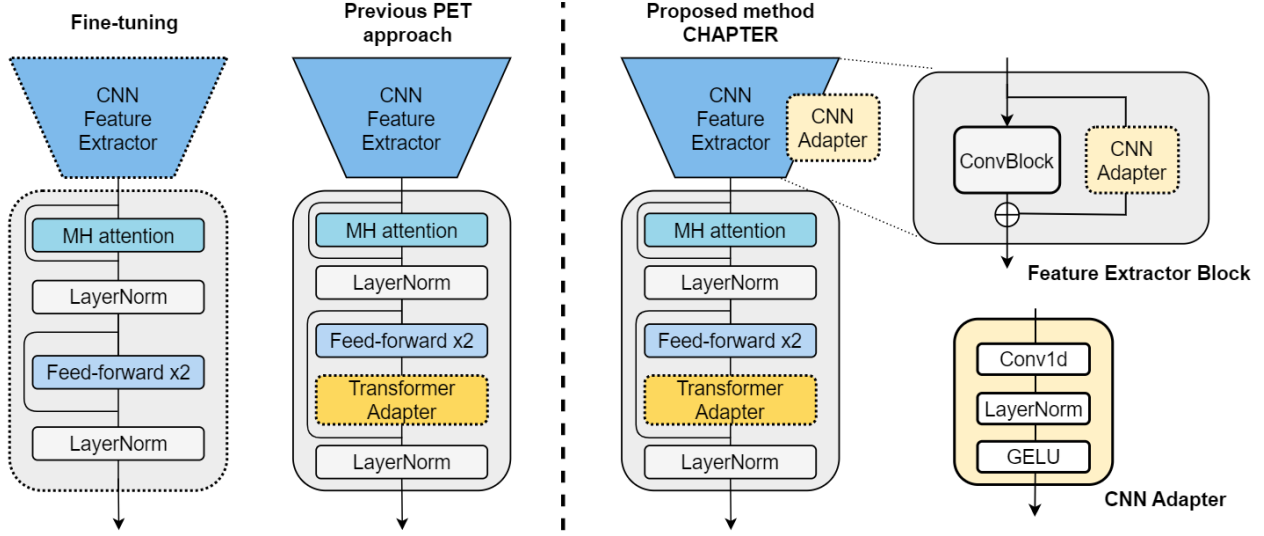 Fine-tuning
CNN
Feature
Extractor
MH attention
LayerNorm
Feed-forward x2
LayerNorm
Previous PET
approach
CNN
Feature
Extractor
MH attention
LayerNorm
Feed-forward x2
Transformer
Adapter
LayerNorm
Proposed method
CHAPTER
CNN
Feature
Extractor
CNN
Adapter
MH attention
LayerNorm
Feed-forward x2
Transformer
Adapter
LayerNorm
ConvBlock
CNN
Adapter
Feature Extractor Block
Conv1d
LayerNorm
GELU
CNN Adapter